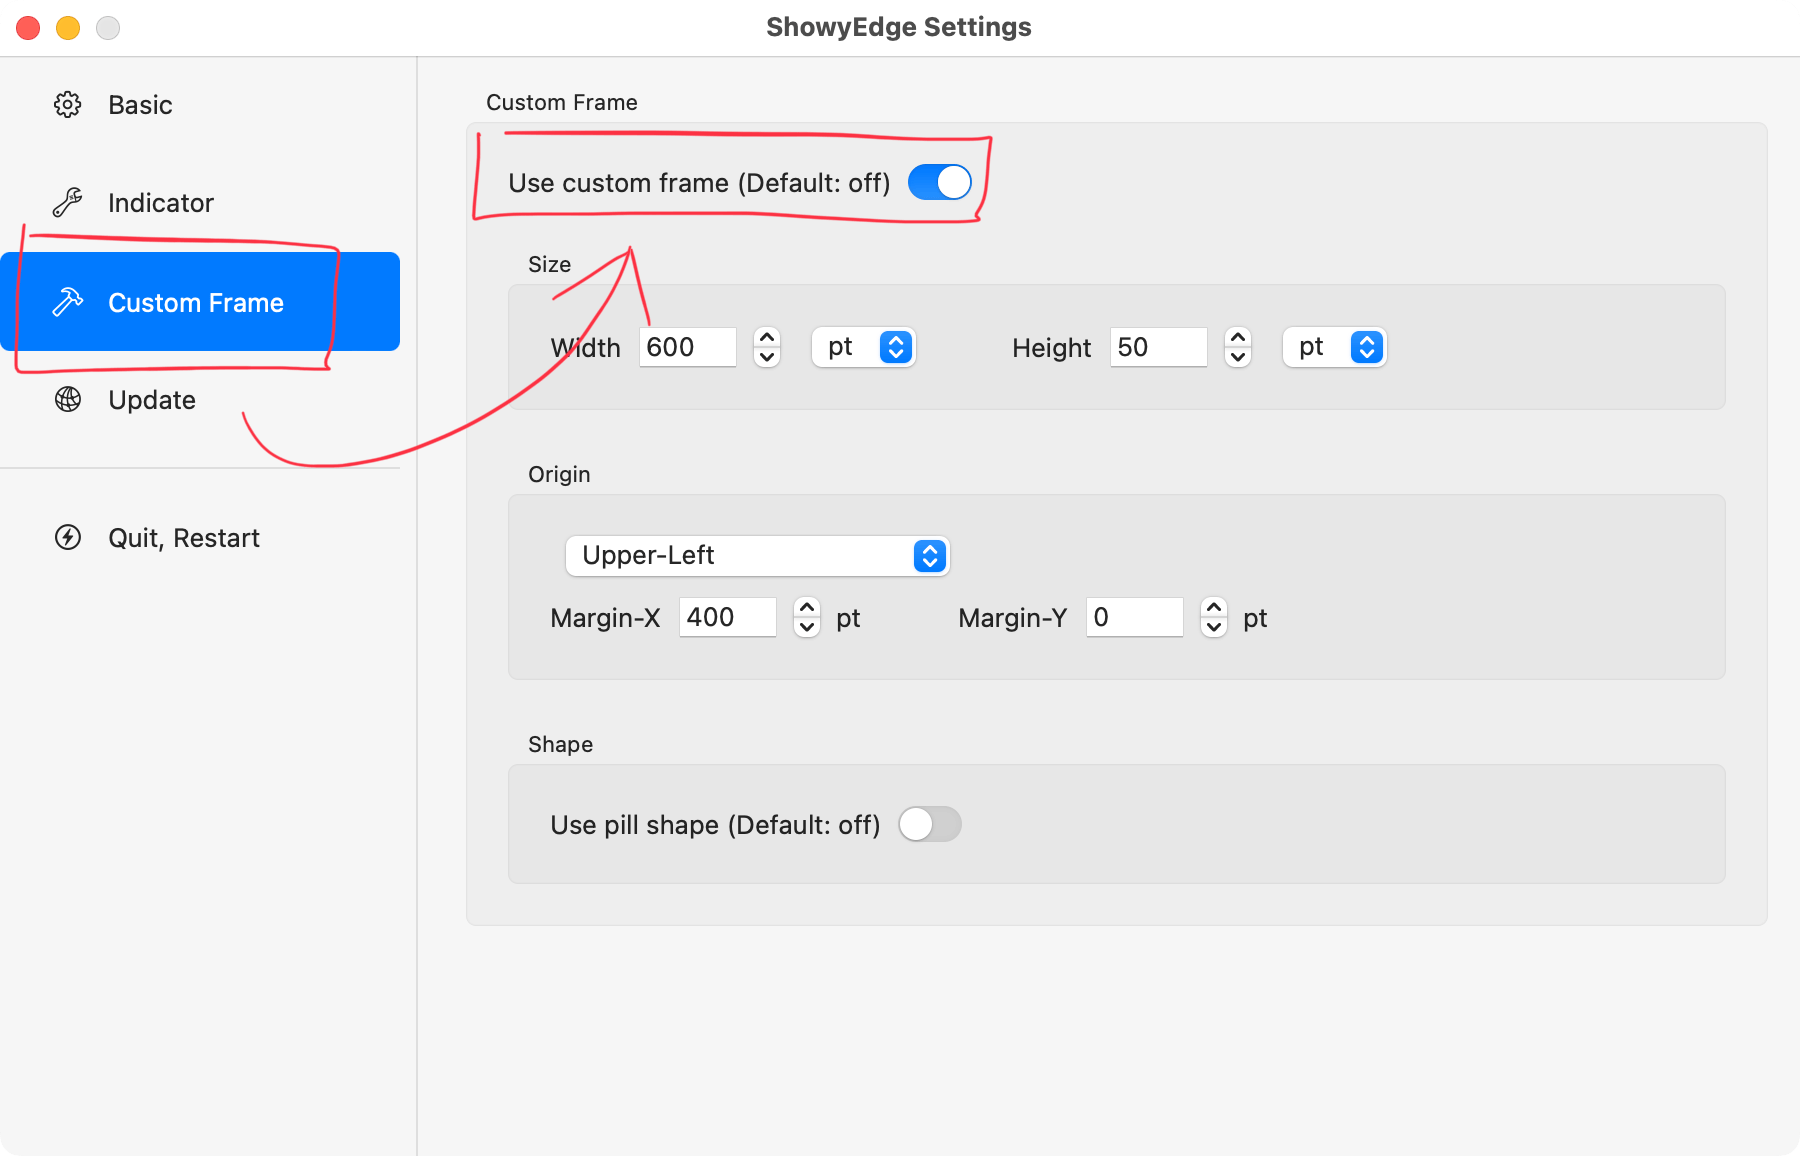 ShowyEdge Settings
Basic
Indicator
Custom Frame
Update
Quit, Restart
Custom Frame
Use custom frame (Default: off)
Size
Width 600 pt Height 50 pt
Origin
Upper-Left
Margin-X 400 pt Margin-Y 0 pt
Shape
Use pill shape (Default: off)